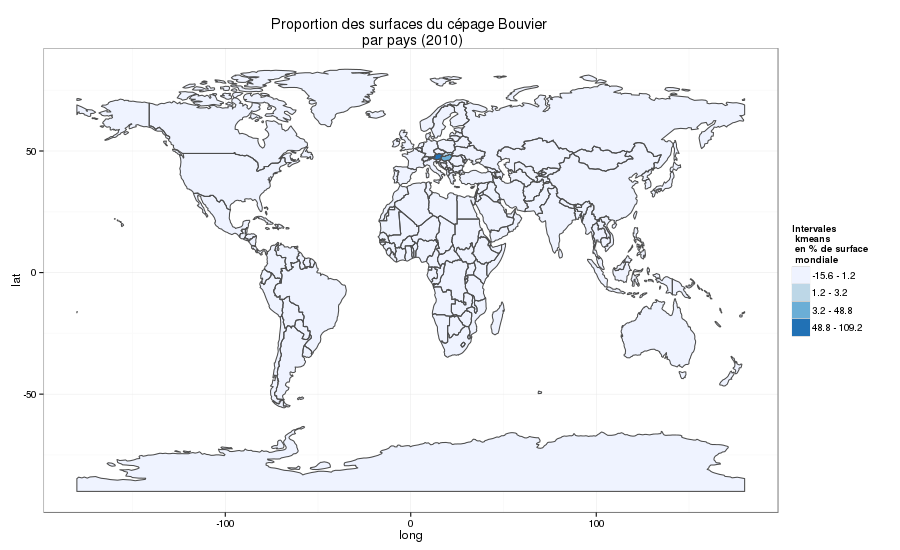 Proportion des surfaces du cépage Bouvier
par pays (2010)
50
0
-50
lat
-100
0
100
long
Intervales
kmeans
en % de surface
mondiale
-15.6 - 1.2
1.2 - 3.2
3.2 - 48.8
48.8 - 109.2